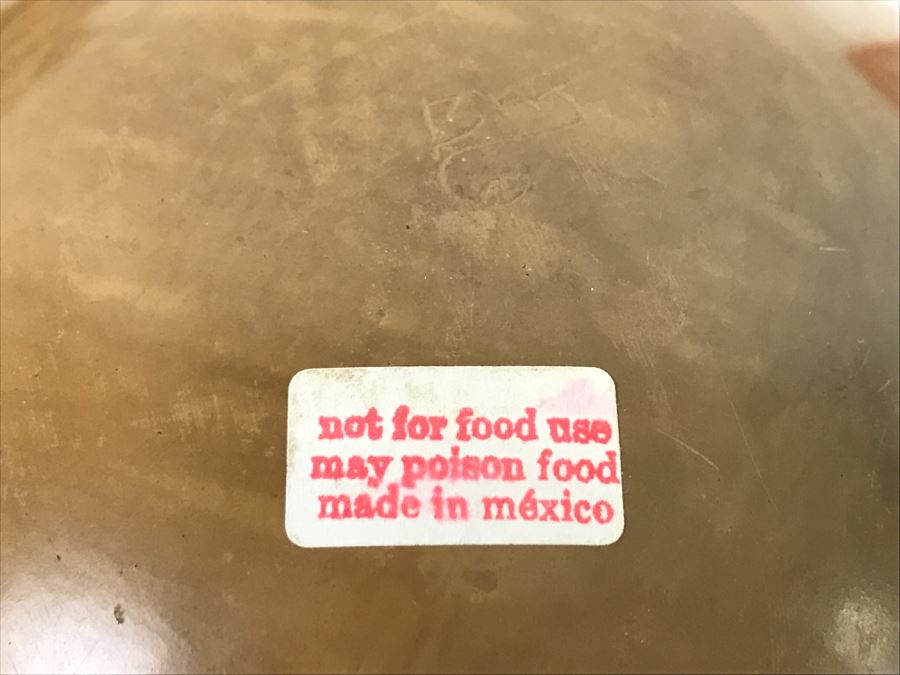 not for food use
may poison food
made in méxico